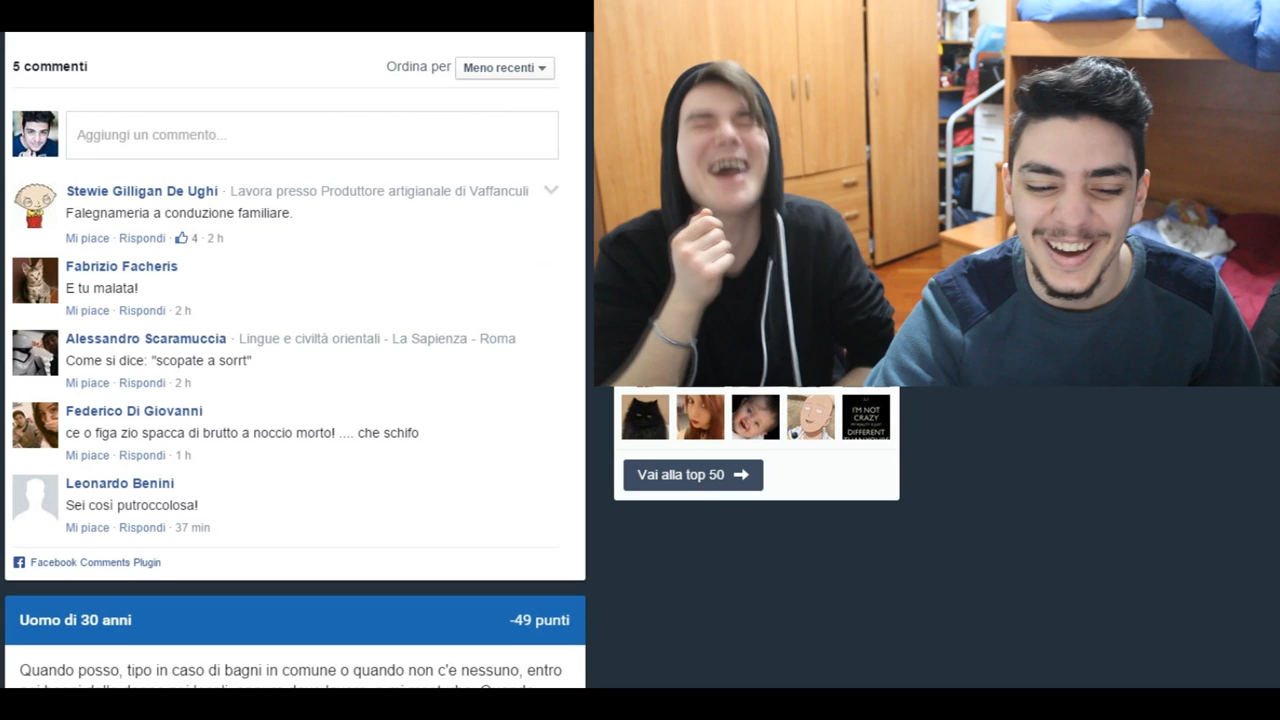 5 commenti
Ordina per Meno recenti
Aggiungi un commento...
Stewie Gilligan De Ughi · Lavora presso Produttore artigianale di Vaffanculi
Falegnameria a conduzione familiare.
Mi piace · Rispondi · 4 · 2 h
Fabrizio Facheris
E tu malata!
Mi piace · Rispondi · 2 h
Alessandro Scaramuccia · Lingue e civiltà orientali - La Sapienza - Roma
Come si dice: "scopate a sorrt"
Mi piace · Rispondi · 2 h
Federico Di Giovanni
ce o figa zio spacca di brutto a noccio morto! .... che schifo
Mi piace · Rispondi · 1 h
Leonardo Benini
Sei così putroccolosa!
Mi piace · Rispondi · 37 min
Facebook Comments Plugin
Uomo di 30 anni
-49 punti
Quando posso, tipo in caso di bagni in comune o quando non c'e nessuno, entro
I'M NOT
CRAZY
DIFFERENT
Vai alla top 50